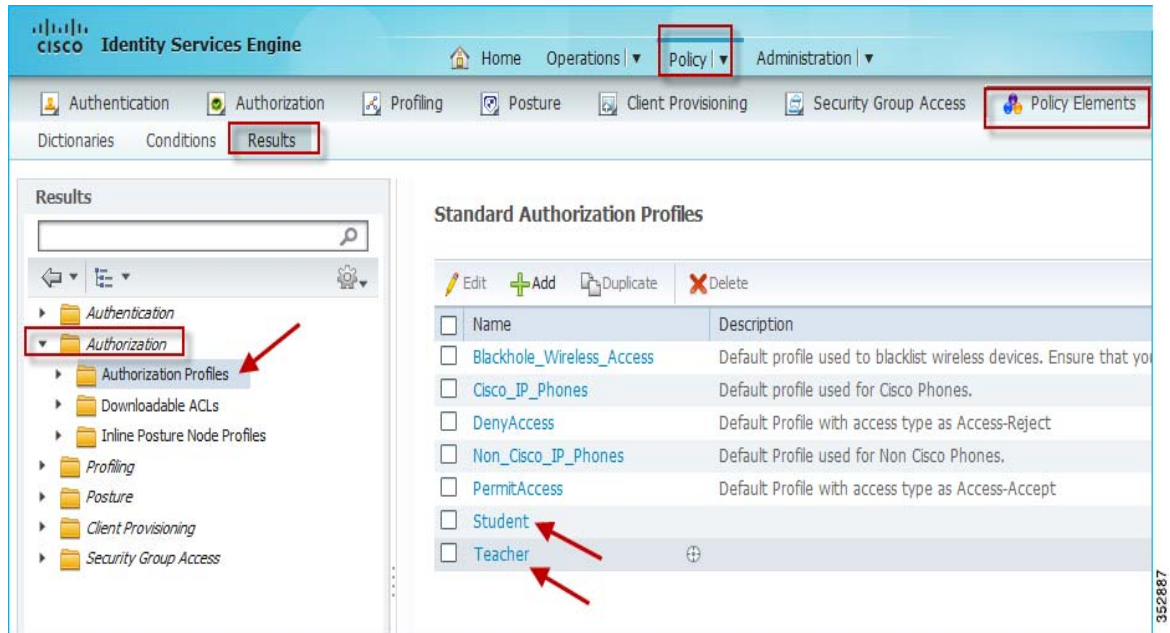 cisco Identity Services Engine
Home Operations Policy Administration
Authentication Authorization Profiling Posture Client Provisioning Security Group Access Policy Elements
Dictionaries Conditions Results
Results
Standard Authorization Profiles
Edit Add Duplicate Delete
Name Description
Authentication
Authorization
Authorization Profiles
Downloadable ACLs
Inline Posture Node Profiles
Profiling
Posture
Client Provisioning
Security Group Access
Blackhole_Wireless_Access Default profile used to blacklist wireless devices. Ensure that you
Cisco_IP_Phones Default profile used for Cisco Phones.
DenyAccess Default Profile with access type as Access-Reject
Non_Cisco_IP_Phones Default Profile used for Non Cisco Phones.
PermitAccess Default Profile with access type as Access-Accept
Student
Teacher
352887